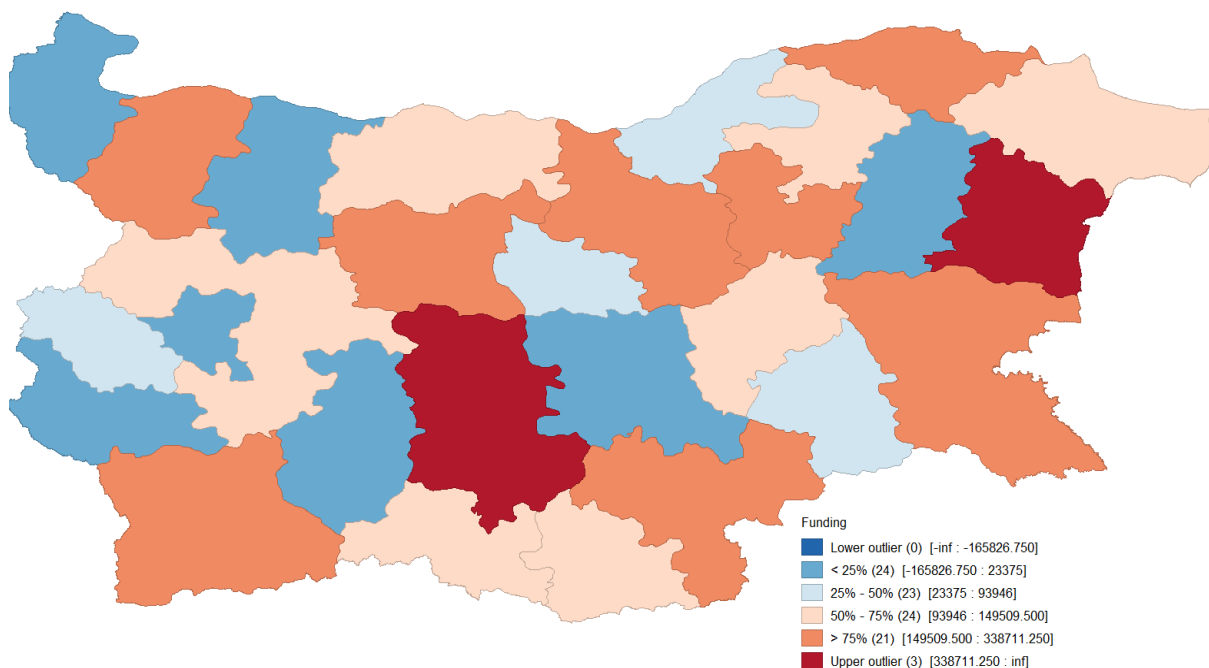 Funding
Lower outlier (0) [-inf : -165826.750]
< 25% (24) [-165826.750 : 23375]
25% - 50% (23) [23375 : 93946]
50% - 75% (24) [93946 : 149509.500]
> 75% (21) [149509.500 : 338711.250]
Upper outlier (3) [338711.250 : inf]